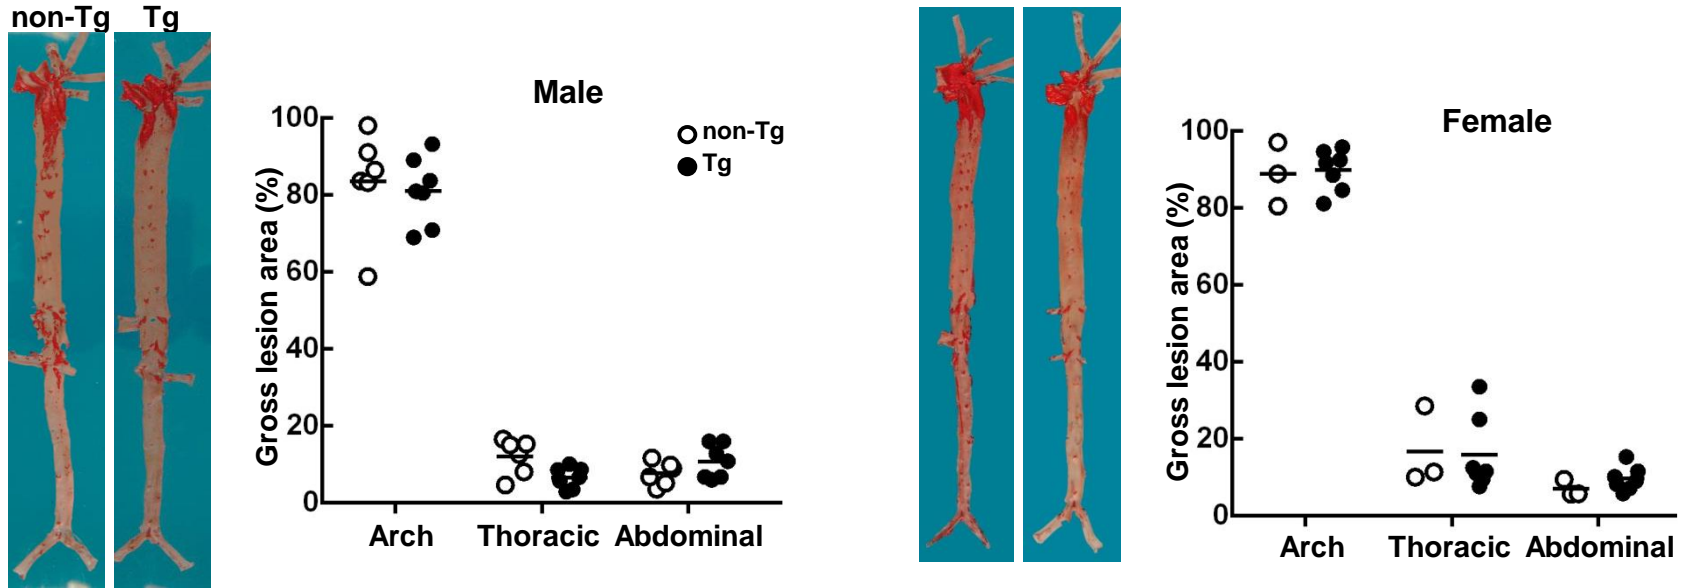 non-Tg Tg
Male
non-Tg
Tg
Gross lesion area (%)
100
80
60
40
20
0
Arch Thoracic Abdominal
Female
Gross lesion area (%)
100
80
60
40
20
0
Arch Thoracic Abdominal